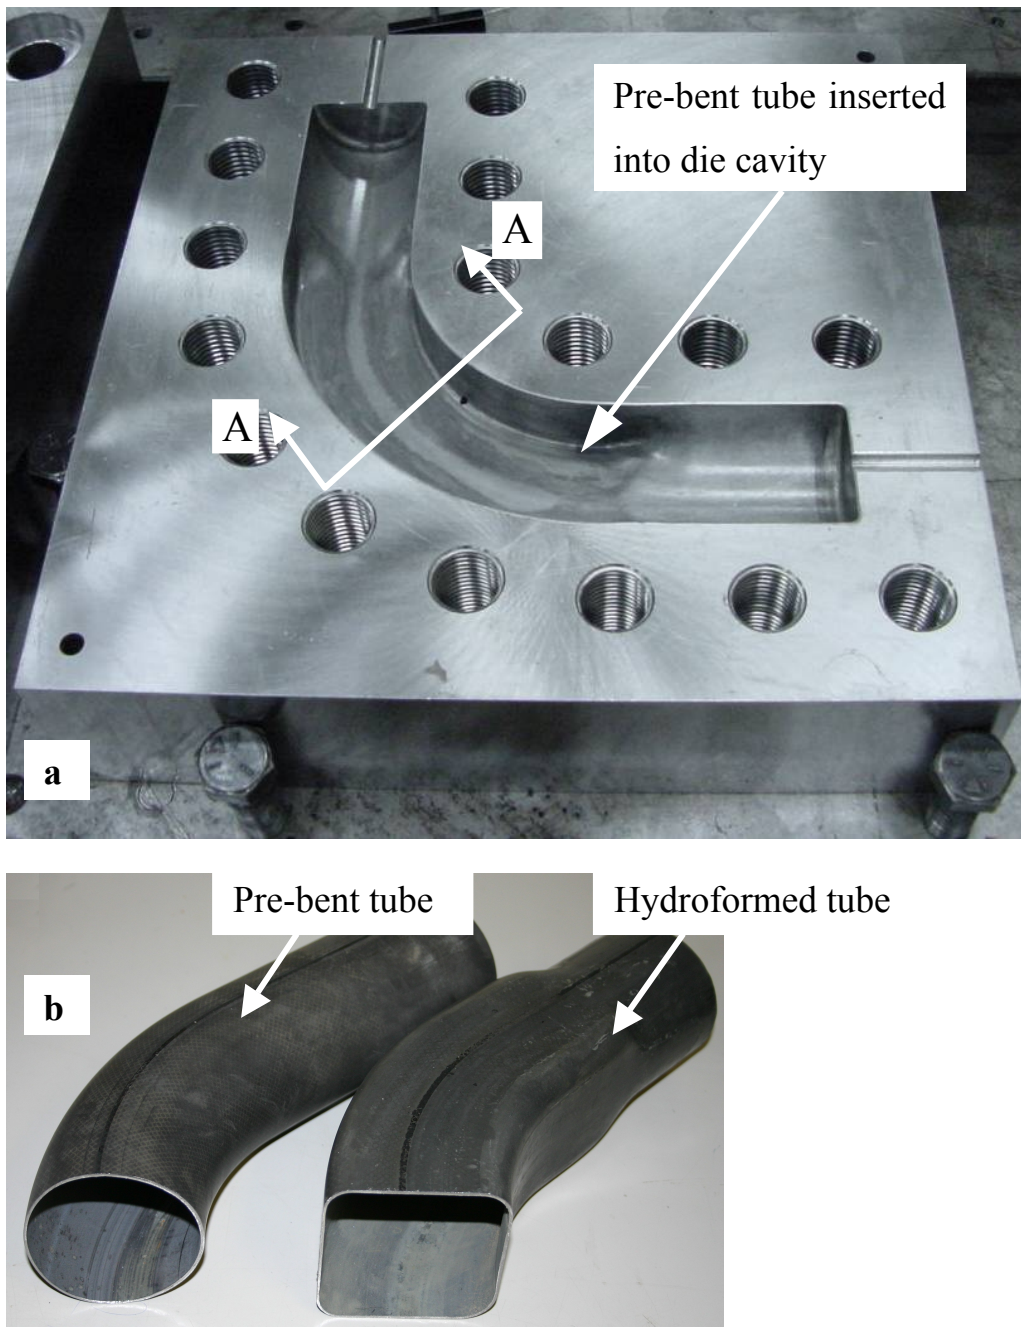 Pre-bent tube inserted
into die cavity
A
A
a
Pre-bent tube
Hydroformed tube
b